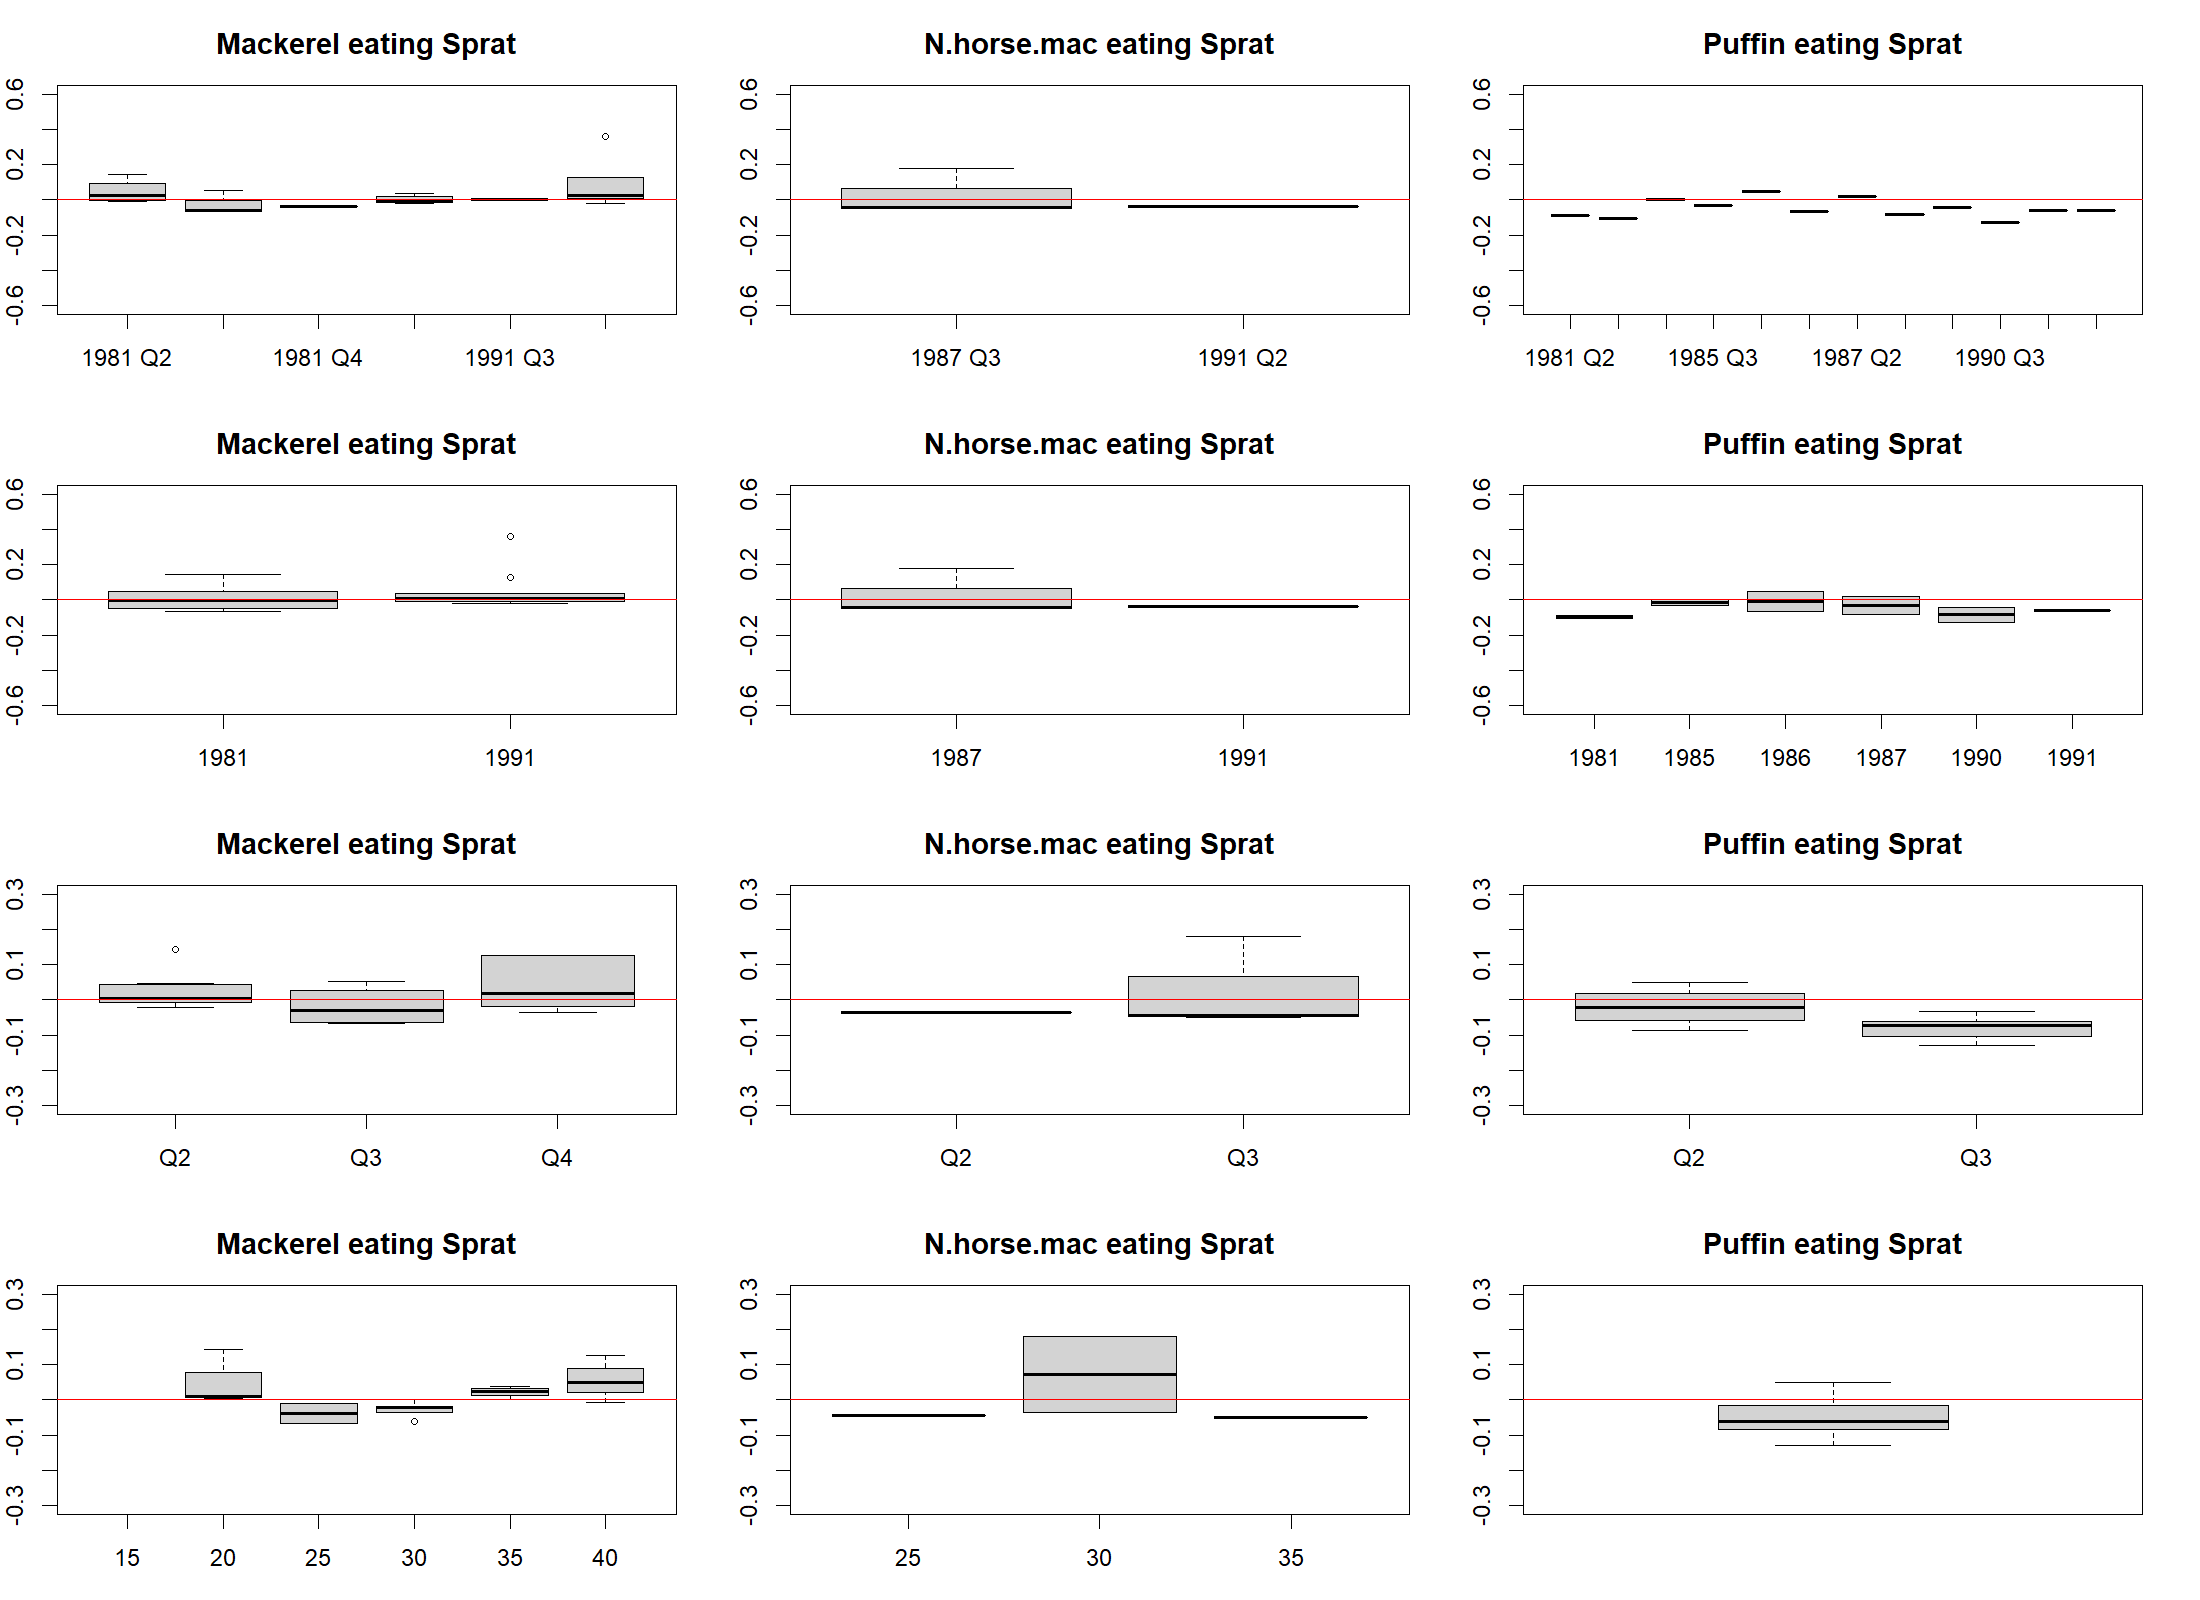 Mackerel eating Sprat
N.horse.mac eating Sprat
Puffin eating Sprat
0.6
0.2
-0.2
-0.6
1981 Q2
1981 Q4
1991 Q3
0.6
0.2
-0.2
-0.6
1987 Q3
1991 Q2
0.6
0.2
-0.2
-0.6
1981 Q2
1985 Q3
1987 Q2
1990 Q3
Mackerel eating Sprat
N.horse.mac eating Sprat
Puffin eating Sprat
0.6
0.2
-0.2
-0.6
1981
1991
0.6
0.2
-0.2
-0.6
1987
1991
0.6
0.2
-0.2
-0.6
1981
1985
1986
1987
1990
1991
Mackerel eating Sprat
N.horse.mac eating Sprat
Puffin eating Sprat
0.3
0.1
-0.1
-0.3
Q2
Q3
Q4
0.3
0.1
-0.1
-0.3
Q2
Q3
0.3
0.1
-0.1
-0.3
Q2
Q3
Mackerel eating Sprat
N.horse.mac eating Sprat
Puffin eating Sprat
0.3
0.1
-0.1
-0.3
15
20
25
30
35
40
0.3
0.1
-0.1
-0.3
25
30
35
0.3
0.1
-0.1
-0.3